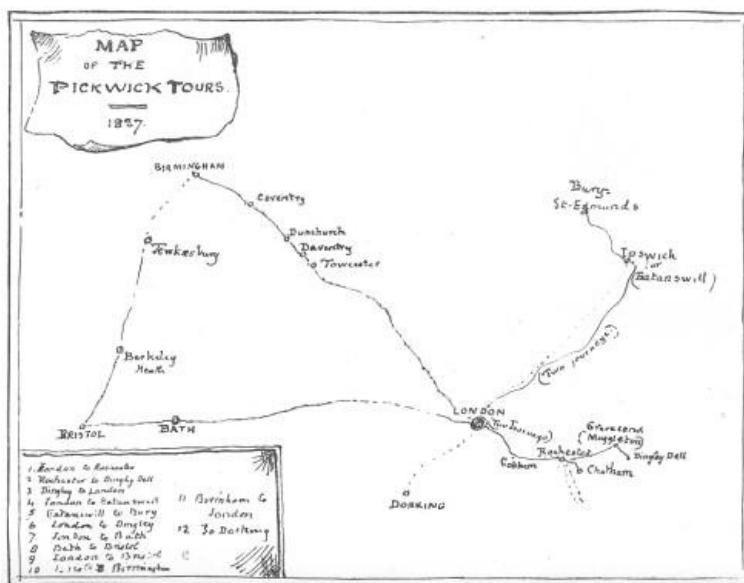 MAP
OF THE
PICKWICK TOURS.
1827.
BIRMINGHAM
Coventry
Dunchurch
Daventry
Towcester
Tewkesbury
Berkeley
Heath
BRISTOL
BATH
Bury-
St-Edmunds
Ipswich
or
(Eatanswill)
(Two journeys)
LONDON
(Two Journeys)
Gravesend
(Muggleton)
Rochester
Dingley Dell
Cobham
Chatham
DORKING
1. London to Rochester
2 Rochester to Dingley Dell
3 Dingley to London
4 London to Eatanswill
5 Eatanswill to Bury
6 London to Dingley
7 London to Bath
8 Bath to Bristol
9 London to Bristol
10 Birmingham
11 to
London
12 To Dorking